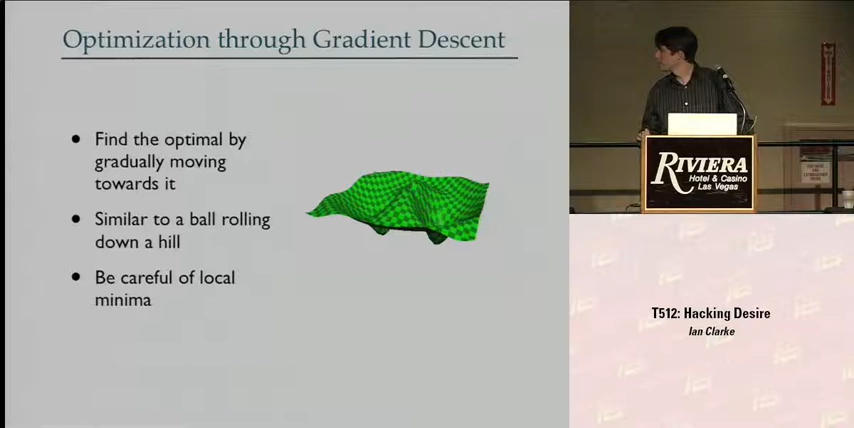 Optimization through Gradient Descent
• Find the optimal by
gradually moving
towards it
• Similar to a ball rolling
down a hill
• Be careful of local
minima
RIVIERA
Hotel & Casino
Las Vegas
T512: Hacking Desire
Ian Clarke